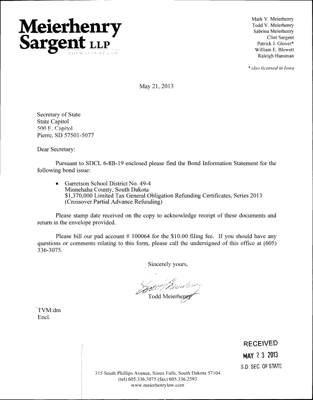 Meierhenry
Sargent LLP
Mark V. Meierhenry
Todd V. Meierhenry
Sabrina Meierhenry
Clint Sargent
Patrick J. Glover*
William E. Blewett
Raleigh Hansman
*Also licensed in Iowa
May 21, 2013
Secretary of State
State Capitol
500 E. Capitol
Pierre, SD 57501-5077
Dear Secretary:
Pursuant to SDCL 6-8B-19 enclosed please find the Bond Information Statement for the
following bond issue:
• Garretson School District No. 49-4
Minnehaha County, South Dakota
$1,370,000 Limited Tax General Obligation Refunding Certificates, Series 2013
(Crossover Partial Advance Refunding)
Please stamp date received on the copy to acknowledge receipt of these documents and
return in the envelope provided.
Please bill our pad account # 100064 for the $10.00 filing fee. If you should have any
questions or comments relating to this form, please call the undersigned of this office at (605)
336-3075.
Sincerely yours,
Todd Meierhenry
TVM:dm
Encl.
RECEIVED
MAY 23 2013
S.D. SEC. OF STATE
315 South Phillips Avenue, Sioux Falls, South Dakota 57104
(tel) 605.336.3075 (fax) 605.336.2593
www.meierhenrylaw.com